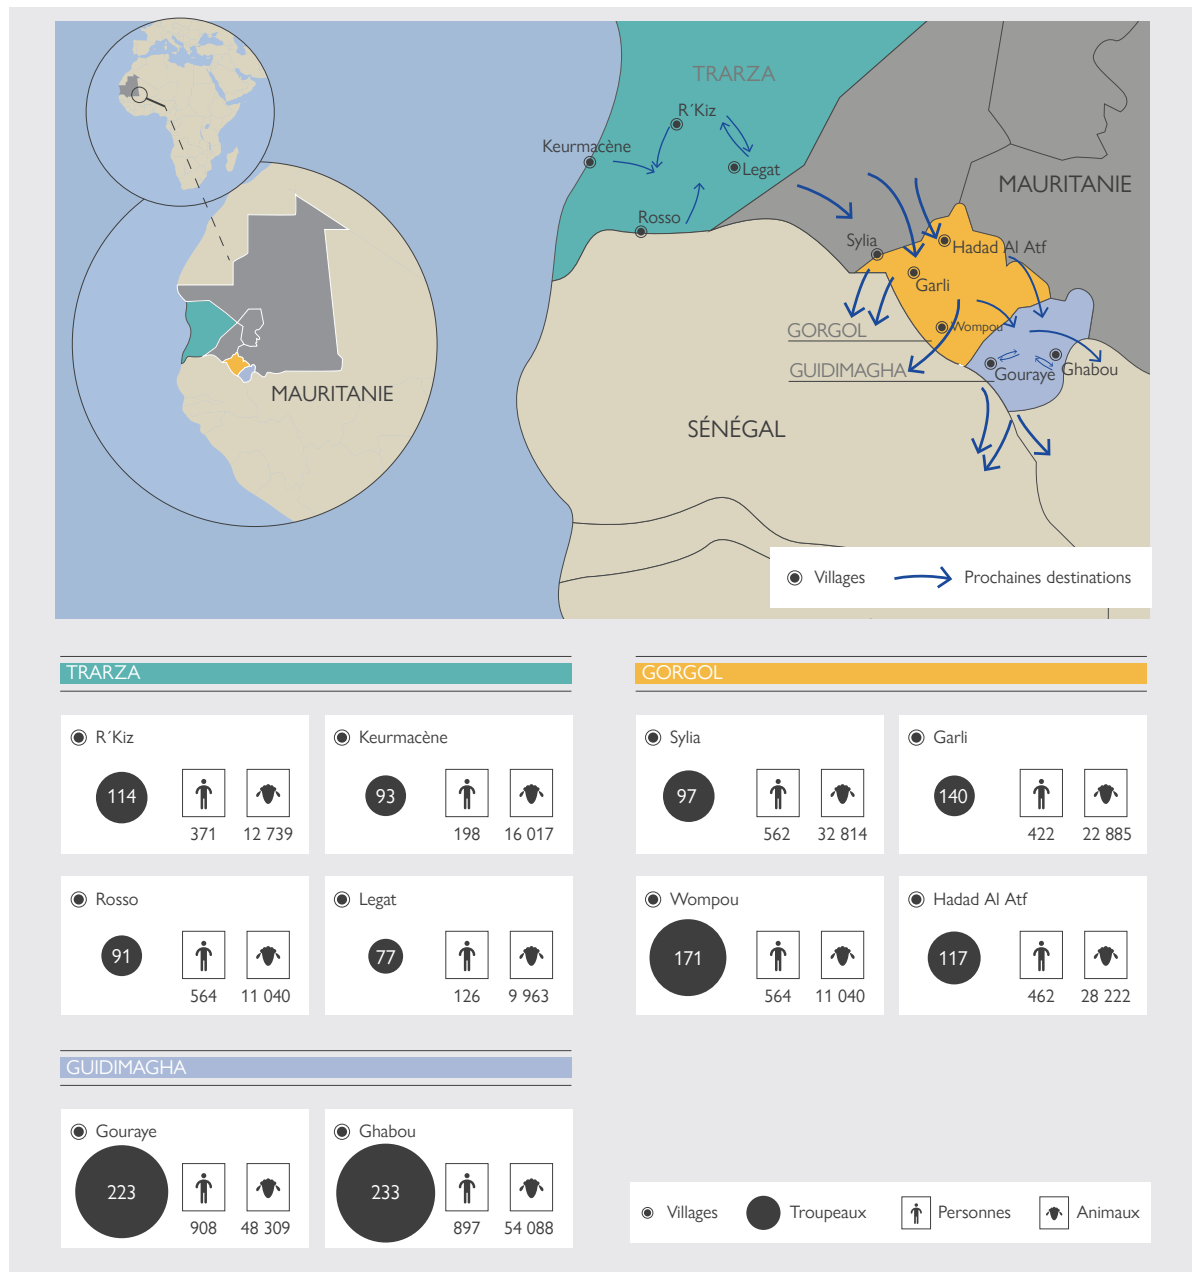 TRARZA
R´Kiz
Keurmacène
Legat
MAURITANIE
Rosso
Sylia
Hadad Al Atf
Garli
GORGOL
Wompou
GUIDIMAGHA
Gouraye
Ghabou
MAURITANIE
SÉNÉGAL
Villages
Prochaines destinations
TRARZA
R´Kiz
114
371
12 739
Keurmacène
93
198
16 017
Rosso
91
564
11 040
Legat
77
126
9 963
GORGOL
Sylia
97
562
32 814
Garli
140
422
22 885
Wompou
171
564
11 040
Hadad Al Atf
117
462
28 222
GUIDIMAGHA
Gouraye
223
908
48 309
Ghabou
233
897
54 088
Villages
Troupeaux
Personnes
Animaux